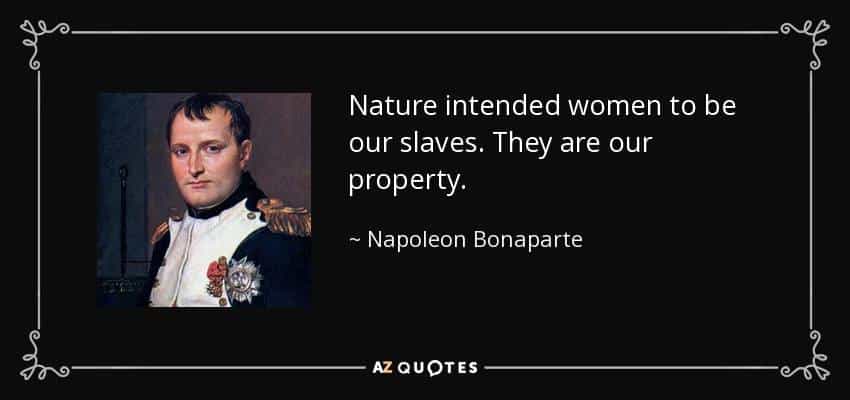 Nature intended women to be
our slaves. They are our
property.
~ Napoleon Bonaparte
AZ QUOTES